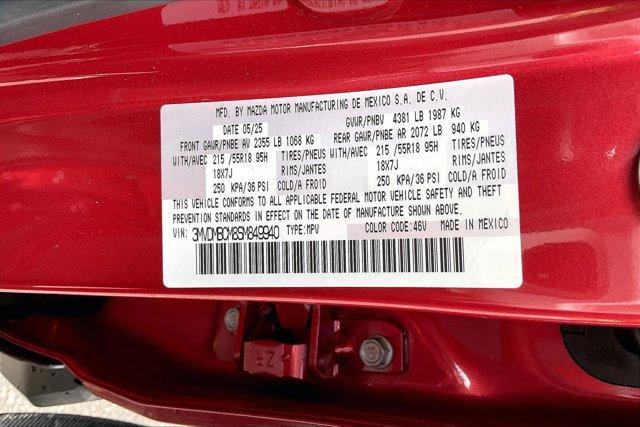 MFD. BY MAZDA MOTOR MANUFACTURING DE MEXICO S.A. DE C.V.
DATE 05/25 GVWR/PNBV 4381 LB 1987 KG
FRONT GAWR/PNBE AV 2355 LB 1068 KG REAR GAWR/PNBE AR 2072 LB 940 KG
WITH/AVEC 215 /55R18 95H TIRES/PNEUS WITH/AVEC 215 /55R18 95H TIRES/PNEUS
18X7J RIMS/JANTES 18X7J RIMS/JANTES
250 KPA/36 PSI COLD/A FROID 250 KPA/36 PSI COLD/A FROID
THIS VEHICLE CONFORMS TO ALL APPLICABLE FEDERAL MOTOR VEHICLE SAFETY AND THEFT
PREVENTION STANDARDS IN EFFECT ON THE DATE OF MANUFACTURE SHOWN ABOVE.
VIN: 3MVDMBCM8SM849940 TYPE:MPV COLOR CODE:46V MADE IN MEXICO